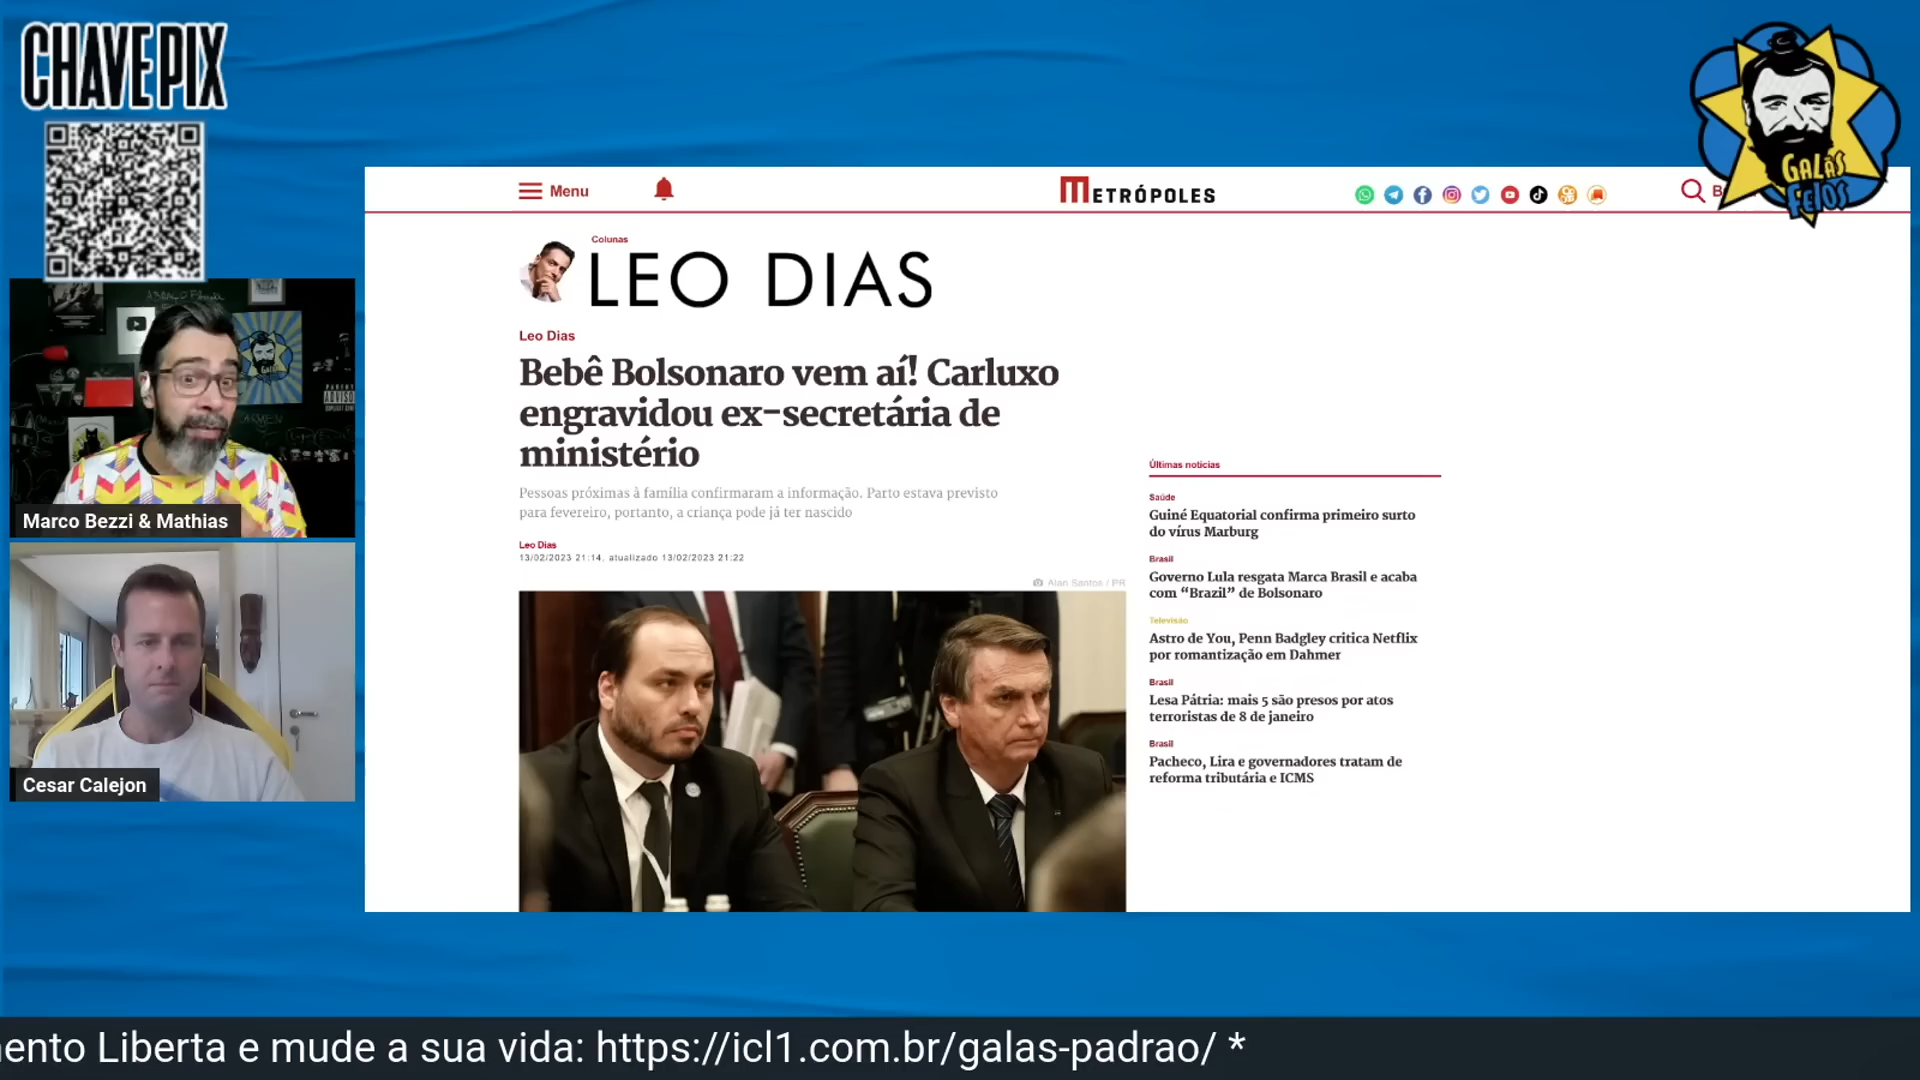 CHAVE PIX
GALÃS
FEIOS
Menu
METRÓPOLES
Colunas
LEO DIAS
Leo Dias
Bebê Bolsonaro vem aí! Carluxo
engravidou ex-secretária de
ministério
Pessoas próximas à família confirmaram a informação. Parto estava previsto
para fevereiro, portanto, a criança pode já ter nascido
Leo Dias
13/02/2023 21:14, atualizado 13/02/2023 21:22
Alan Santos / PR
Últimas notícias
Saúde
Guiné Equatorial confirma primeiro surto
do vírus Marburg
Brasil
Governo Lula resgata Marca Brasil e acaba
com “Brazil” de Bolsonaro
Televisão
Astro de You, Penn Badgley critica Netflix
por romantização em Dahmer
Brasil
Lesa Pátria: mais 5 são presos por atos
terroristas de 8 de janeiro
Brasil
Pacheco, Lira e governadores tratam de
reforma tributária e ICMS
Marco Bezzi & Mathias
Cesar Calejon
ento Liberta e mude a sua vida: https://icl1.com.br/galas-padrao/ *